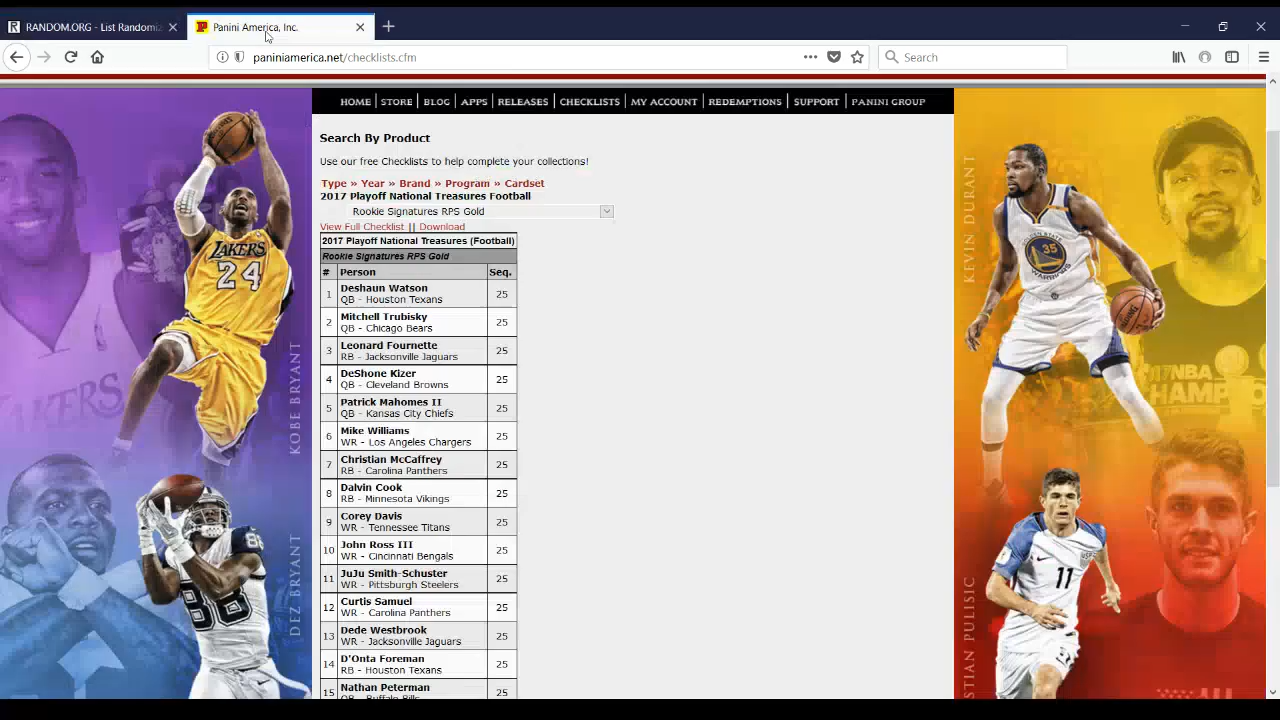 RANDOM.ORG - List Randomiz
Panini America, Inc.
paniniamerica.net/checklists.cfm
Search
HOME STORE BLOG APPS RELEASES CHECKLISTS MY ACCOUNT REDEMPTIONS SUPPORT PANINI GROUP
Search By Product
Use our free Checklists to help complete your collections!
Type » Year » Brand » Program » Cardset
2017 Playoff National Treasures Football
Rookie Signatures RPS Gold
View Full Checklist || Download
2017 Playoff National Treasures (Football)
Rookie Signatures RPS Gold
# Person Seq.
1 Deshaun Watson 25
QB - Houston Texans
2 Mitchell Trubisky 25
QB - Chicago Bears
3 Leonard Fournette 25
RB - Jacksonville Jaguars
4 DeShone Kizer 25
QB - Cleveland Browns
5 Patrick Mahomes II 25
QB - Kansas City Chiefs
6 Mike Williams 25
WR - Los Angeles Chargers
7 Christian McCaffrey 25
RB - Carolina Panthers
8 Dalvin Cook 25
RB - Minnesota Vikings
9 Corey Davis 25
WR - Tennessee Titans
10 John Ross III 25
WR - Cincinnati Bengals
11 JuJu Smith-Schuster 25
WR - Pittsburgh Steelers
12 Curtis Samuel 25
WR - Carolina Panthers
13 Dede Westbrook 25
WR - Jacksonville Jaguars
14 D'Onta Foreman 25
RB - Houston Texans
15 Nathan Peterman 25
QB - Buffalo Bills
KOBE BRYANT
LAKERS
24
DEZ BRYANT
88
KEVIN DURANT
35
WARRIORS
CHAMP
11
STIAN PULISIC